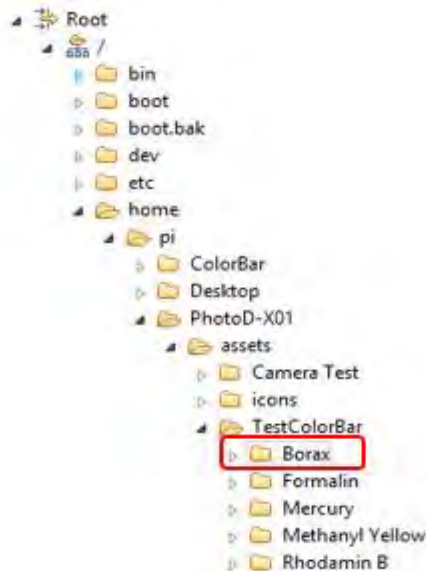 Root
/
bin
boot
boot.bak
dev
etc
home
pi
ColorBar
Desktop
PhotoD-X01
assets
Camera Test
icons
TestColorBar
Borax
Formalin
Mercury
Methanyl Yellow
Rhodamin B